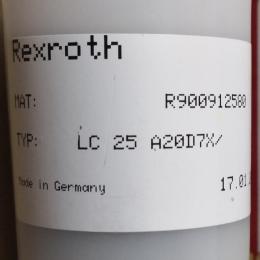 Rexroth
MAT: R900912580
TYP: LC 25 A20D7X/
Made in Germany 17.01.